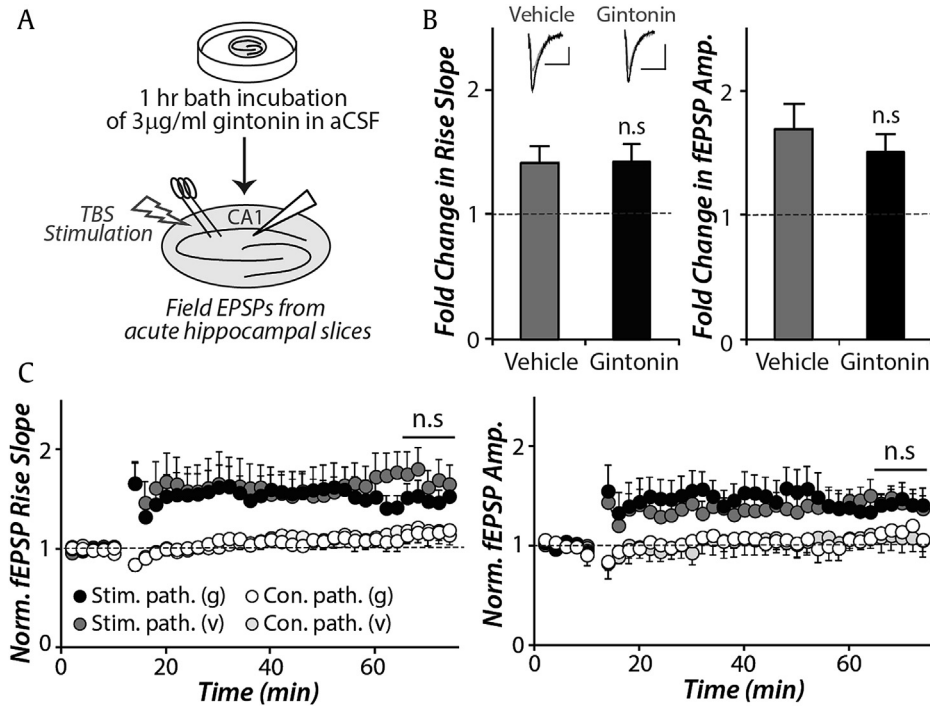 A
1 hr bath incubation
of 3μg/ml gintonin in aCSF
TBS
Stimulation
CA1
Field EPSPs from
acute hippocampal slices
B
Vehicle Gintonin
Fold Change in Rise Slope
2
1
0
n.s
Vehicle Gintonin
Fold Change in fEPSP Amp.
2
1
0
n.s
Vehicle Gintonin
C
Norm. fEPSP Rise Slope
2
1
0
n.s
Stim. path. (g) Con. path. (g)
Stim. path. (v) Con. path. (v)
0 20 40 60
Time (min)
Norm. fEPSP Amp.
2
1
0
n.s
0 20 40 60
Time (min)